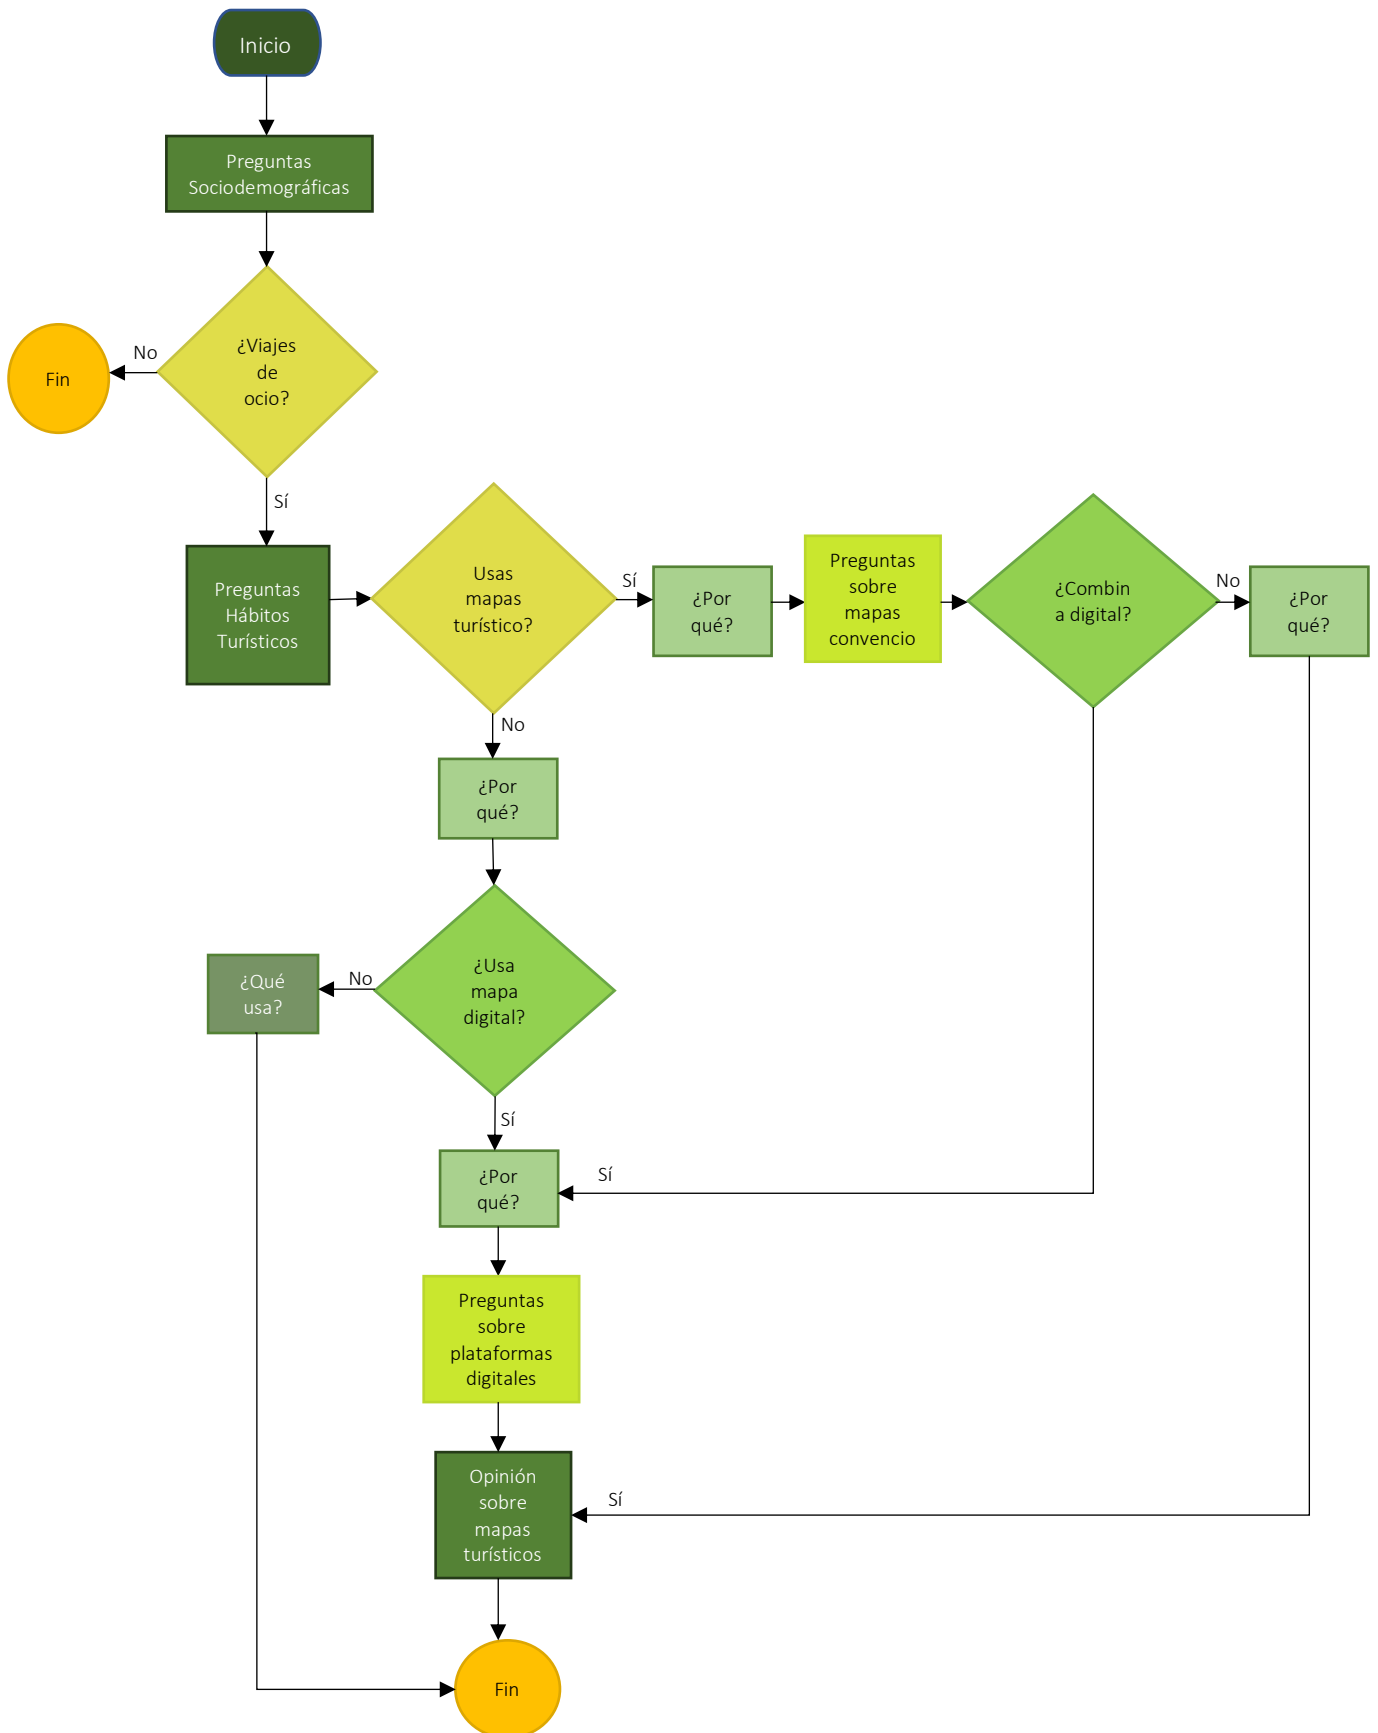 Inicio
Preguntas
Sociodemográficas
¿Viajes
de
ocio?
No
Fin
Sí
Preguntas
Hábitos
Turísticos
Usas
mapas
turístico?
Sí
¿Por
qué?
Preguntas
sobre
mapas
convencio
¿Combin
a digital?
No
¿Por
qué?
No
¿Por
qué?
¿Usa
mapa
digital?
No
¿Qué
usa?
Sí
¿Por
qué?
Sí
Preguntas
sobre
plataformas
digitales
Opinión
sobre
mapas
turísticos
Sí
Fin